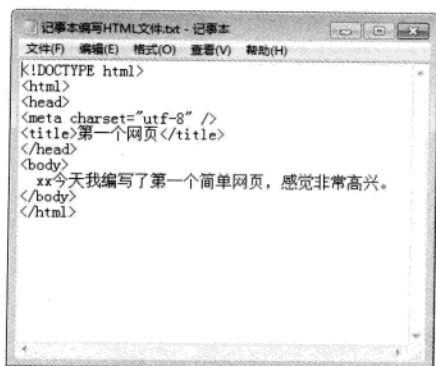 记事本编写HTML文件.txt - 记事本
文件(F) 编辑(E) 格式(O) 查看(V) 帮助(H)
<!DOCTYPE html>
<html>
<head>
<meta charset="utf-8" />
<title>第一个网页</title>
</head>
<body>
  xx今天我编写了第一个简单网页，感觉非常高兴。
</body>
</html>